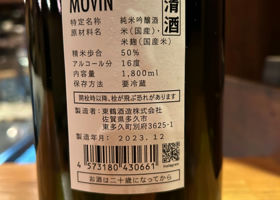 MUVIN
清酒
特定名称 純米吟醸酒
原材料名 米(国産)・
米麹(国産米)
精米歩合 50%
アルコール分 16度
内容量 1,800ml
保存方法 要冷蔵
開栓時以降、栓が飛ぶ恐れがあります
製造者：東鶴酒造株式会社
佐賀県多久市
東多久町別府3625-1
製造年月：2023.12
4 573180 430661
お酒は二十歳になってから